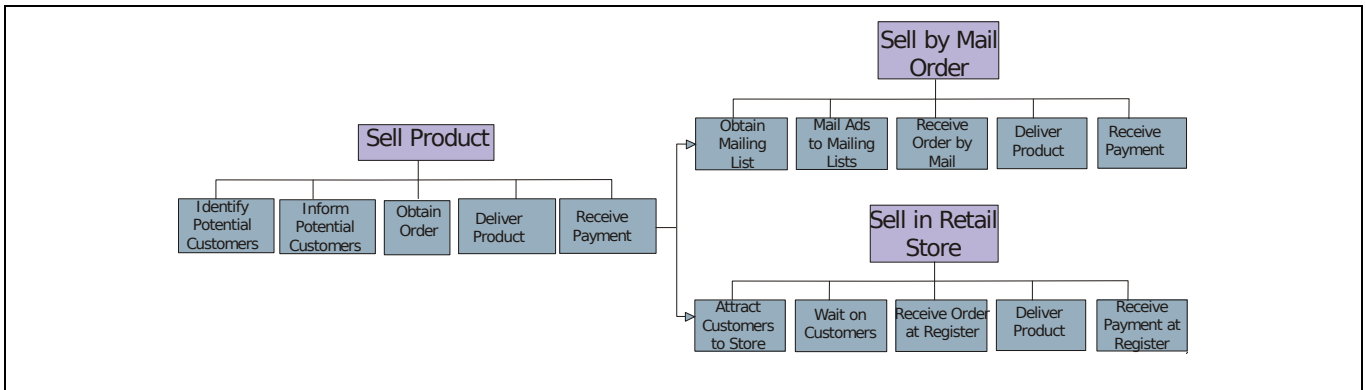 Sell Product
Identify
Potential
Customers
Inform
Potential
Customers
Obtain
Order
Deliver
Product
Receive
Payment
Sell by Mail
Order
Obtain
Mailing
List
Mail Ads
to Mailing
Lists
Receive
Order by
Mail
Deliver
Product
Receive
Payment
Sell in Retail
Store
Attract
Customers
to Store
Wait on
Customers
Receive Order
at Register
Deliver
Product
Receive
Payment at
Register